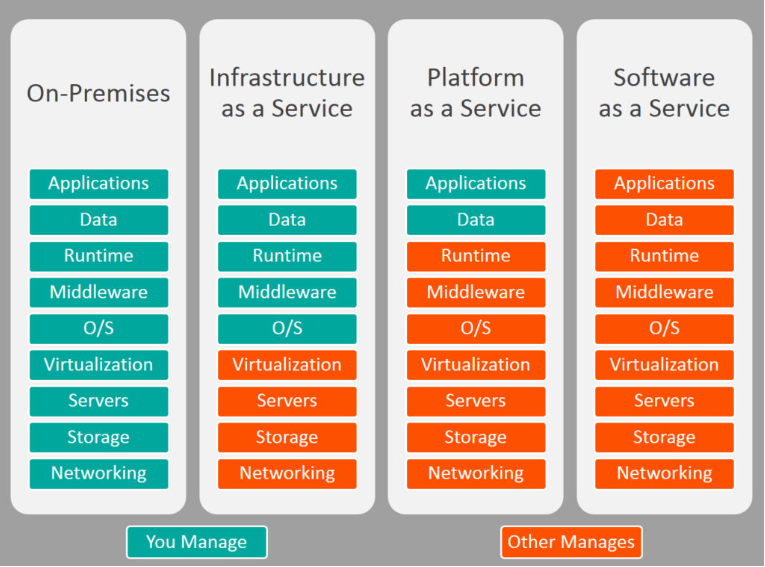 On-Premises
Applications
Data
Runtime
Middleware
O/S
Virtualization
Servers
Storage
Networking
Infrastructure
as a Service
Applications
Data
Runtime
Middleware
O/S
Virtualization
Servers
Storage
Networking
Platform
as a Service
Applications
Data
Runtime
Middleware
O/S
Virtualization
Servers
Storage
Networking
Software
as a Service
Applications
Data
Runtime
Middleware
O/S
Virtualization
Servers
Storage
Networking
You Manage
Other Manages